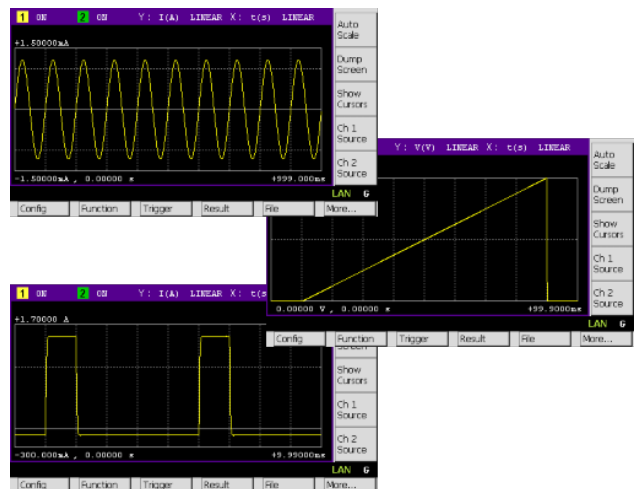 1 ON 2 ON Y: I(A) LINEAR X: t(s) LINEAR
Auto Scale
+1.50000mA
Dump Screen
Show Cursors
Ch 1 Source
Ch 2 Source
-1.50000mA , 0.00000 s +999.000ms
LAN G
Config Function Trigger Result File More...
Y: V(V) LINEAR X: t(s) LINEAR
Auto Scale
Dump Screen
Show Cursors
Ch 1 Source
Ch 2 Source
0.00000 V , 0.00000 s +99.9000ms
LAN G
Config Function Trigger Result File More...
1 ON 2 ON Y: I(A) LINEAR X: t(s
+1.70000 A
Show Cursors
Ch 1 Source
Ch 2 Source
-300.000mA , 0.00000 s +9.99000ms
LAN G
Config Function Trigger Result File More...